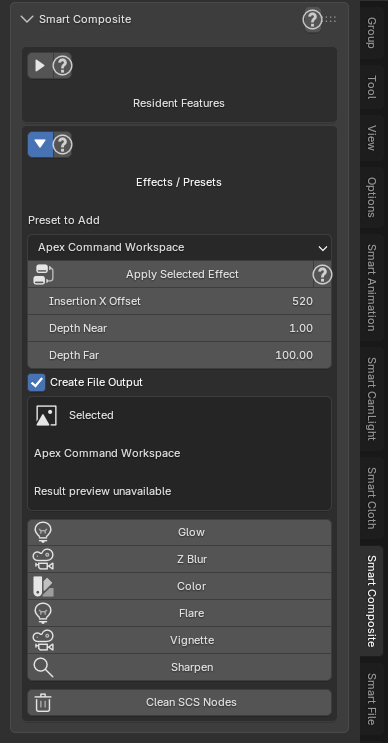 Smart Composite
Resident Features
Effects / Presets
Preset to Add
Apex Command Workspace
Apply Selected Effect
Insertion X Offset 520
Depth Near 1.00
Depth Far 100.00
Create File Output
Selected
Apex Command Workspace
Result preview unavailable
Glow
Z Blur
Color
Flare
Vignette
Sharpen
Clean SCS Nodes
Group
Tool
View
Options
Smart Animation
Smart CamLight
Smart Cloth
Smart Composite
Smart File